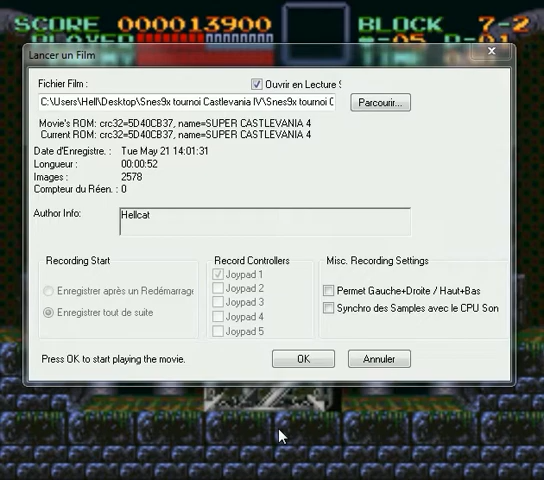 SCORE 000013900 BLOCK 7-2
PLAYER
Lancer un Film
Fichier Film :
Ouvrir en Lecture S
C:\Users\Hell\Desktop\Snes9x tournoi Castlevania IV\Snes9x tournoi C
Parcourir...
Movie's ROM: crc32=5D40CB37, name=SUPER CASTLEVANIA 4
Current ROM: crc32=5D40CB37, name=SUPER CASTLEVANIA 4
Date d'Enregistre. : Tue May 21 14:01:31
Longueur : 00:00:52
Images : 2578
Compteur du Réen. : 0
Author Info: Hellcat
Recording Start
Enregistrer après un Redémarrage
Enregistrer tout de suite
Record Controllers
Joypad 1
Joypad 2
Joypad 3
Joypad 4
Joypad 5
Misc. Recording Settings
Permet Gauche+Droite / Haut+Bas
Synchro des Samples avec le CPU Son
Press OK to start playing the movie.
OK
Annuler